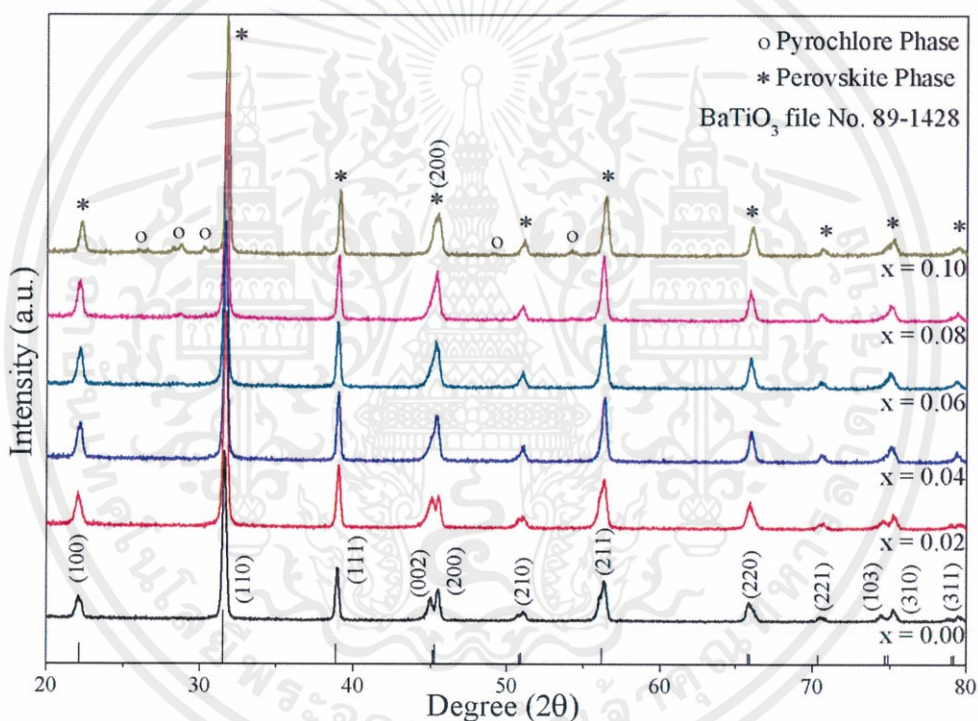 o Pyrochlore Phase
* Perovskite Phase
BaTiO₃ file No. 89-1428
* * * *(200) * * * * * *
o o o o o
x = 0.10
x = 0.08
x = 0.06
x = 0.04
x = 0.02
(100) (110) (111) (002) (200) (210) (211) (220) (221) (103) (310) (311)
x = 0.00
Intensity (a.u.)
20 30 40 50 60 70 80
Degree (2θ)